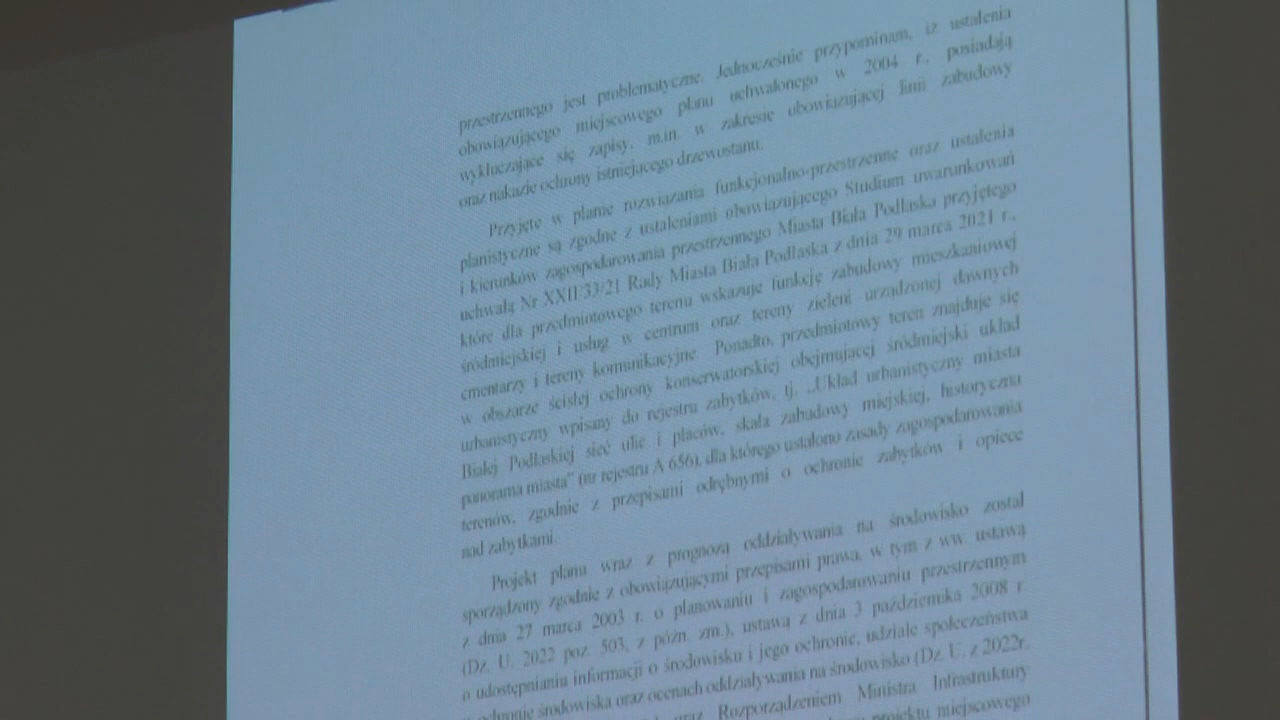 przestrzennego jest problematyczne. Jednocześnie przypominam, iż ustalenia
obowiązującego miejscowego planu uchwalonego w 2004 r., posiadają
wykluczające się zapisy, m.in. w zakresie obowiązującej linii zabudowy
oraz nakazie ochrony istniejącego drzewostanu.
Przyjęte w planie rozwiązania funkcjonalno-przestrzenne oraz ustalenia
planistyczne są zgodne z ustaleniami obowiązującego Studium uwarunkowań
i kierunków zagospodarowania przestrzennego Miasta Biała Podlaska przyjętego
uchwałą Nr XXII/33/21 Rady Miasta Biała Podlaska z dnia 29 marca 2021 r.,
które dla przedmiotowego terenu wskazuje funkcję zabudowy mieszkaniowej
śródmiejskiej i usług w centrum oraz tereny zieleni urządzonej dawnych
cmentarzy i tereny komunikacyjne. Ponadto, przedmiotowy teren znajduje się
w obszarze ścisłej ochrony konserwatorskiej obejmującej śródmiejski układ
urbanistyczny wpisany do rejestru zabytków, tj. „Układ urbanistyczny miasta
Białej Podlaskiej sieć ulic i placów, skala zabudowy miejskiej, historyczna
panorama miasta” (nr rejestru A 656), dla którego ustalono zasady zagospodarowania
terenów, zgodnie z przepisami odrębnymi o ochronie zabytków i opiece
nad zabytkami.
Projekt planu wraz z prognozą oddziaływania na środowisko został
sporządzony zgodnie z obowiązującymi przepisami prawa, w tym z ww. ustawą
z dnia 27 marca 2003 r. o planowaniu i zagospodarowaniu przestrzennym
(Dz. U. 2022 poz. 503, z późn. zm.), ustawą z dnia 3 października 2008 r.
o udostępnianiu informacji o środowisku i jego ochronie, udziale społeczeństwa
w ochronie środowiska oraz ocenach oddziaływania na środowisko (Dz. U. z 2022r.
oraz Rozporządzeniem Ministra Infrastruktury
projektu miejscowego